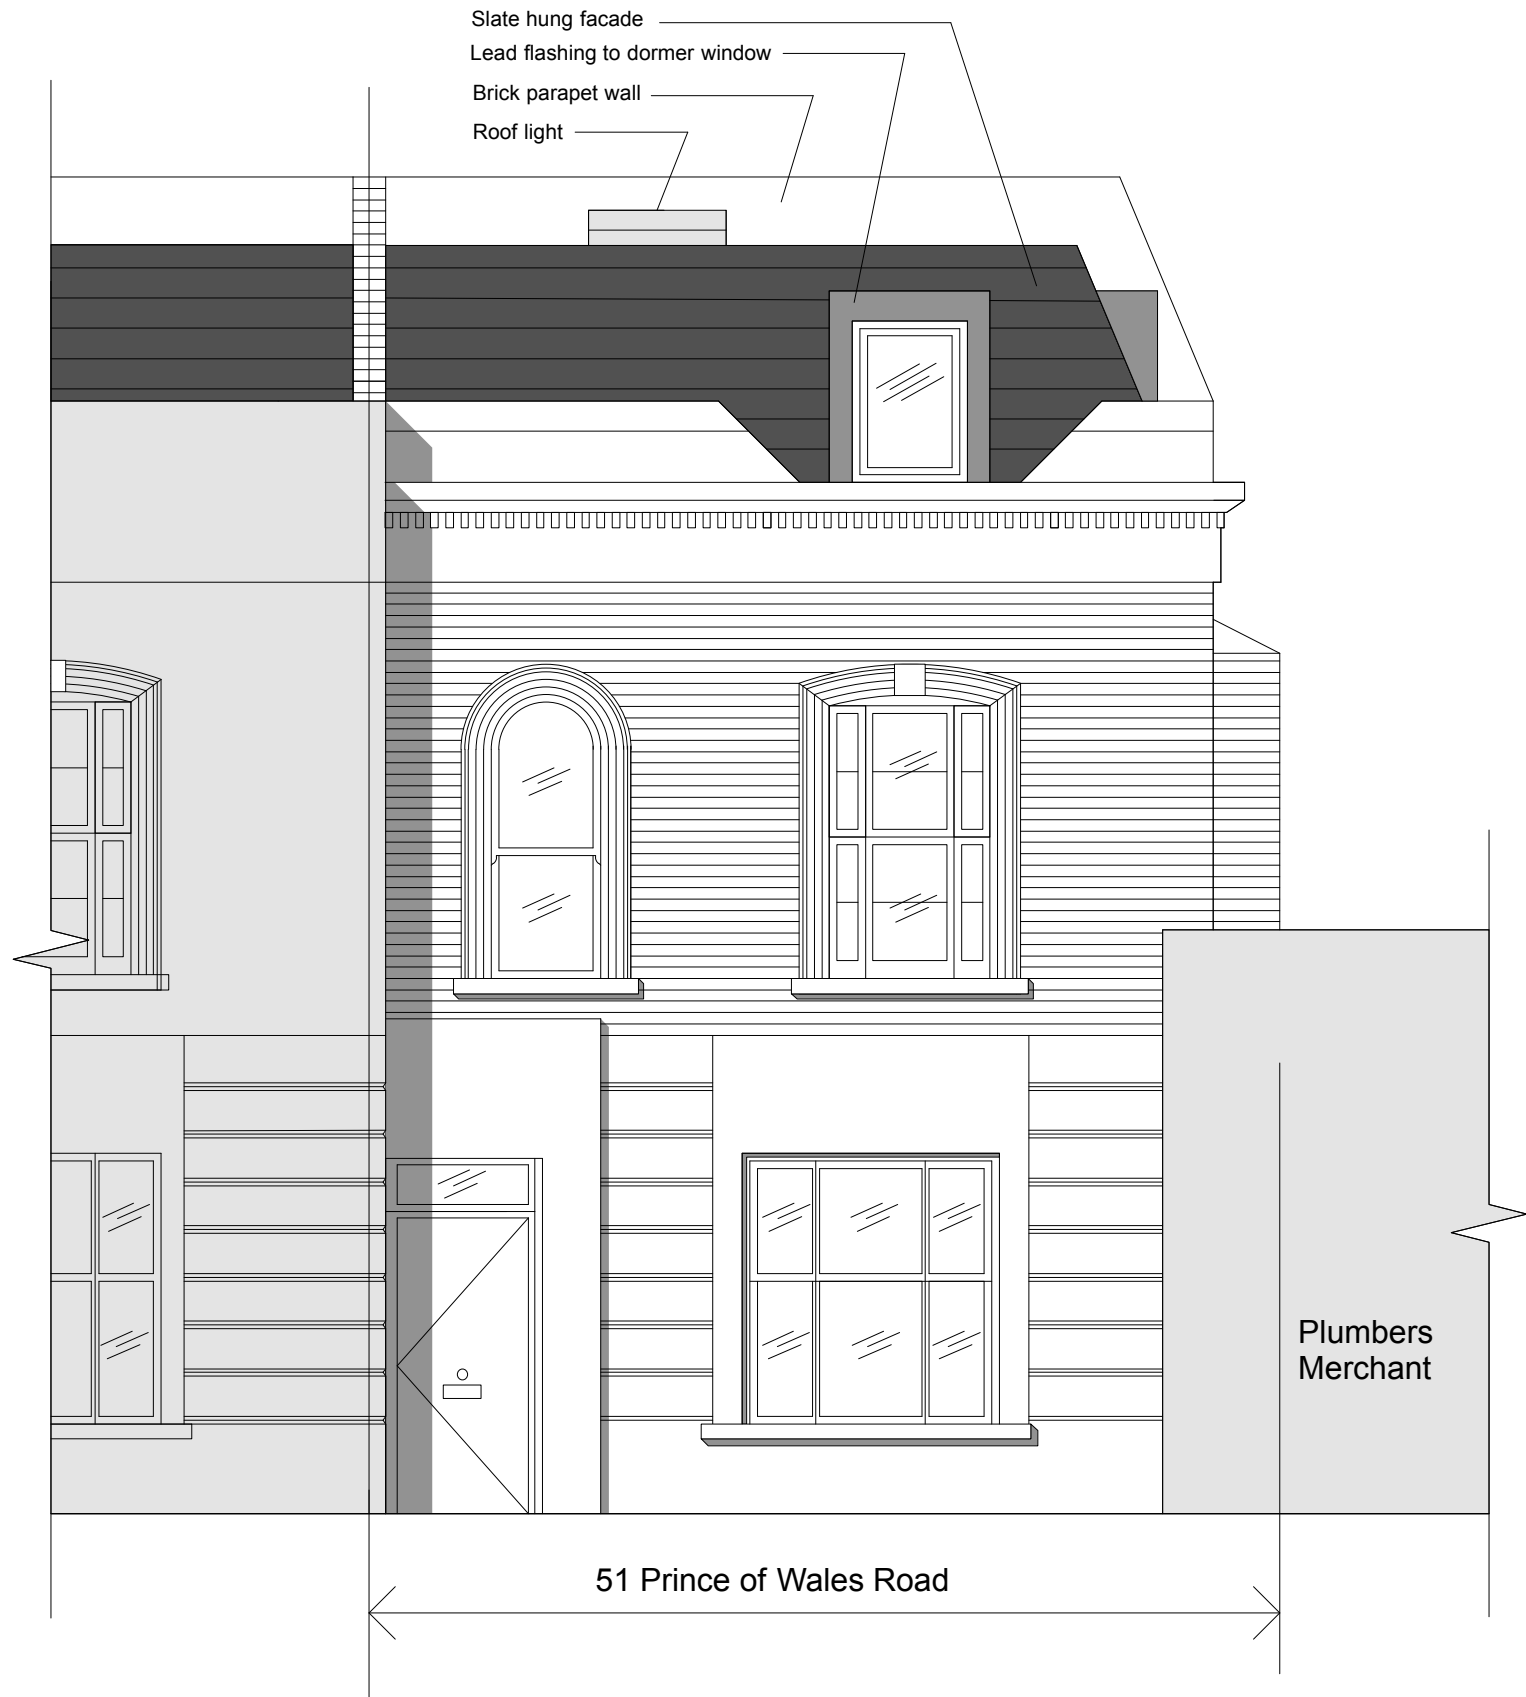 Slate hung facade
Lead flashing to dormer window
Brick parapet wall
Roof light
Plumbers
Merchant
51 Prince of Wales Road